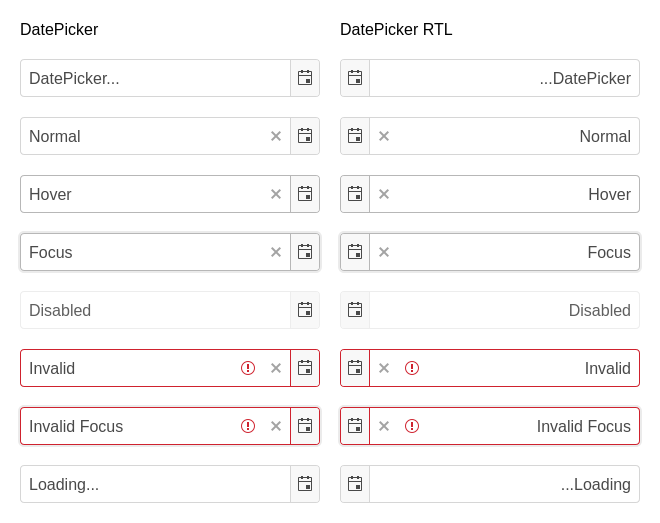 DatePicker
DatePicker...
Normal
Hover
Focus
Disabled
Invalid
Invalid Focus
Loading...
DatePicker RTL
...DatePicker
Normal
Hover
Focus
Disabled
Invalid
Invalid Focus
...Loading